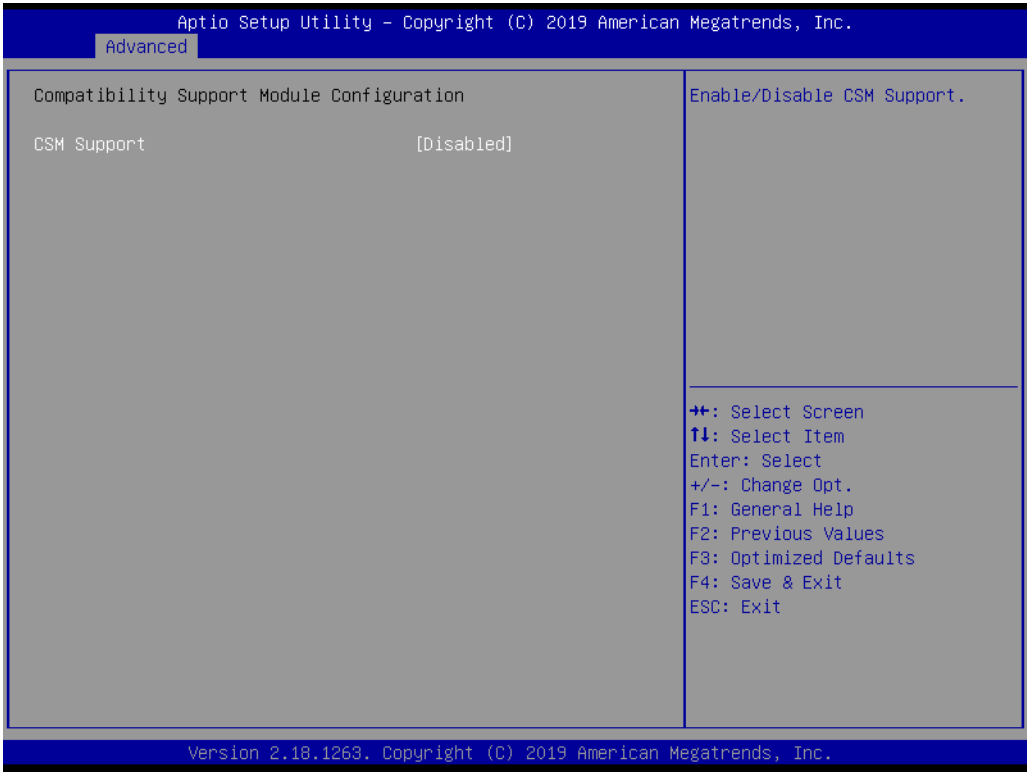 Aptio Setup Utility – Copyright (C) 2019 American Megatrends, Inc.
Advanced
Compatibility Support Module Configuration
CSM Support [Disabled]
Enable/Disable CSM Support.
→←: Select Screen
↑↓: Select Item
Enter: Select
+/-: Change Opt.
F1: General Help
F2: Previous Values
F3: Optimized Defaults
F4: Save & Exit
ESC: Exit
Version 2.18.1263. Copyright (C) 2019 American Megatrends, Inc.